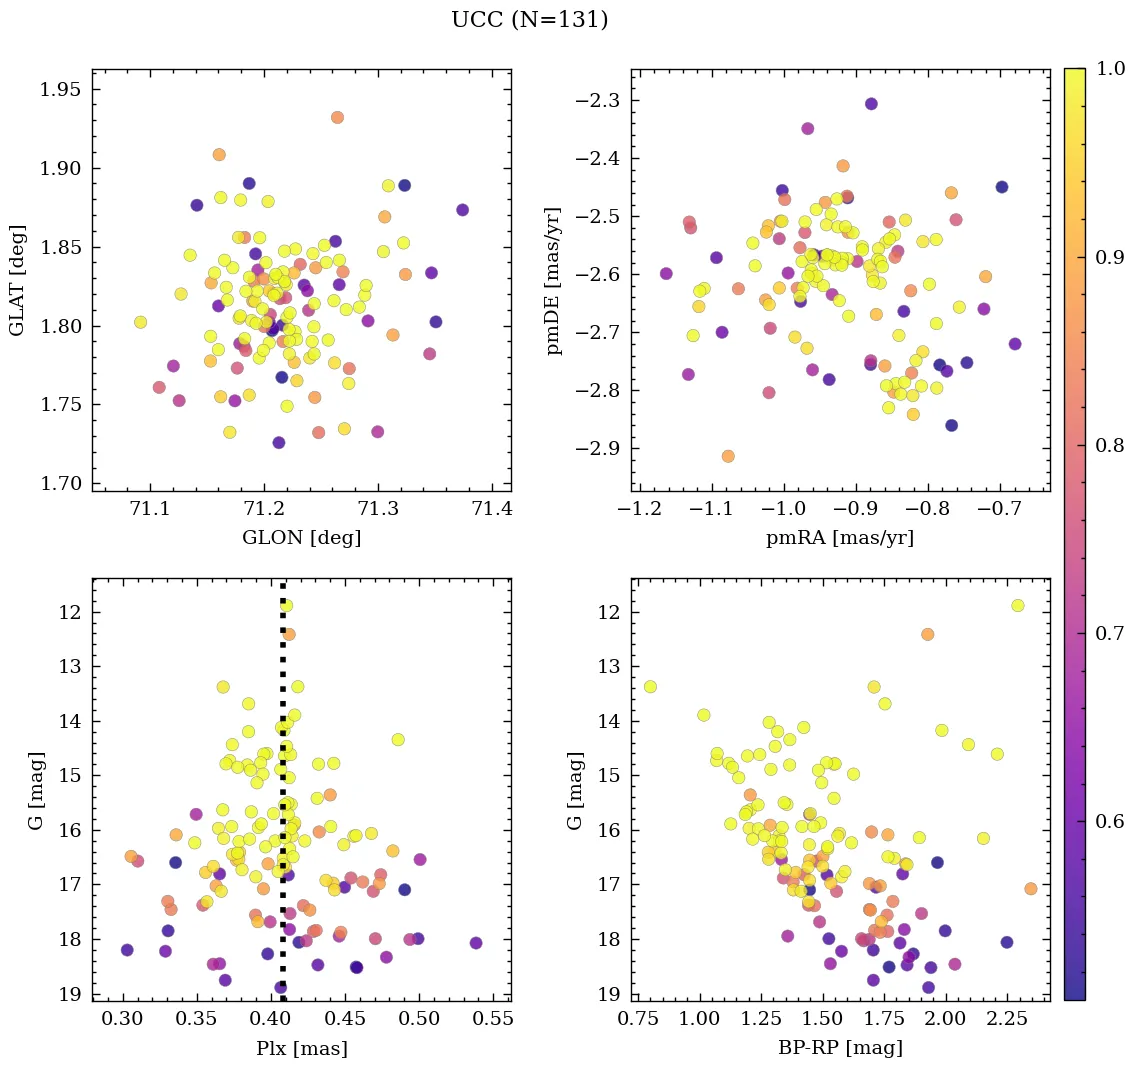 UCC (N=131)
1.95
1.90
1.85
1.80
1.75
1.70
GLAT [deg]
71.1 71.2 71.3 71.4
GLON [deg]
−2.3
−2.4
−2.5
−2.6
−2.7
−2.8
−2.9
pmDE [mas/yr]
−1.2 −1.1 −1.0 −0.9 −0.8 −0.7
pmRA [mas/yr]
12
13
14
15
16
17
18
19
G [mag]
0.30 0.35 0.40 0.45 0.50 0.55
Plx [mas]
12
13
14
15
16
17
18
19
G [mag]
0.75 1.00 1.25 1.50 1.75 2.00 2.25
BP-RP [mag]
1.0
0.9
0.8
0.7
0.6